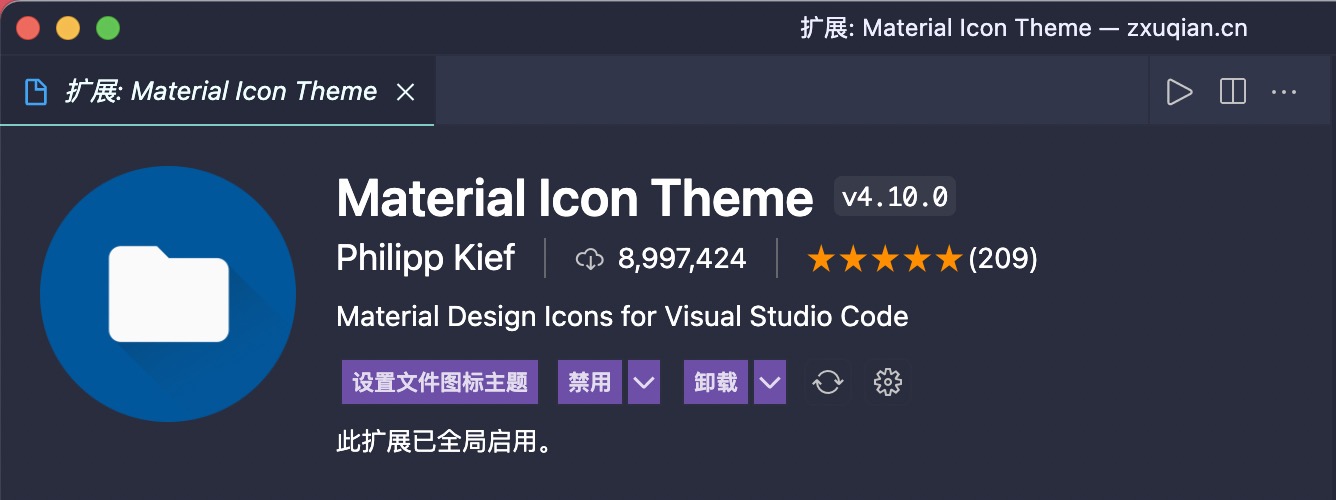 扩展: Material Icon Theme — zxuqian.cn
扩展: Material Icon Theme
Material Icon Theme v4.10.0
Philipp Kief 8,997,424 (209)
Material Design Icons for Visual Studio Code
设置文件图标主题 禁用 卸载
此扩展已全局启用。